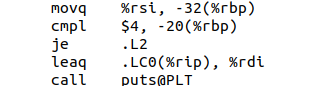 movq %rsi, -32(%rbp)
cmpl $4, -20(%rbp)
je .L2
leaq .LC0(%rip), %rdi
call puts@PLT